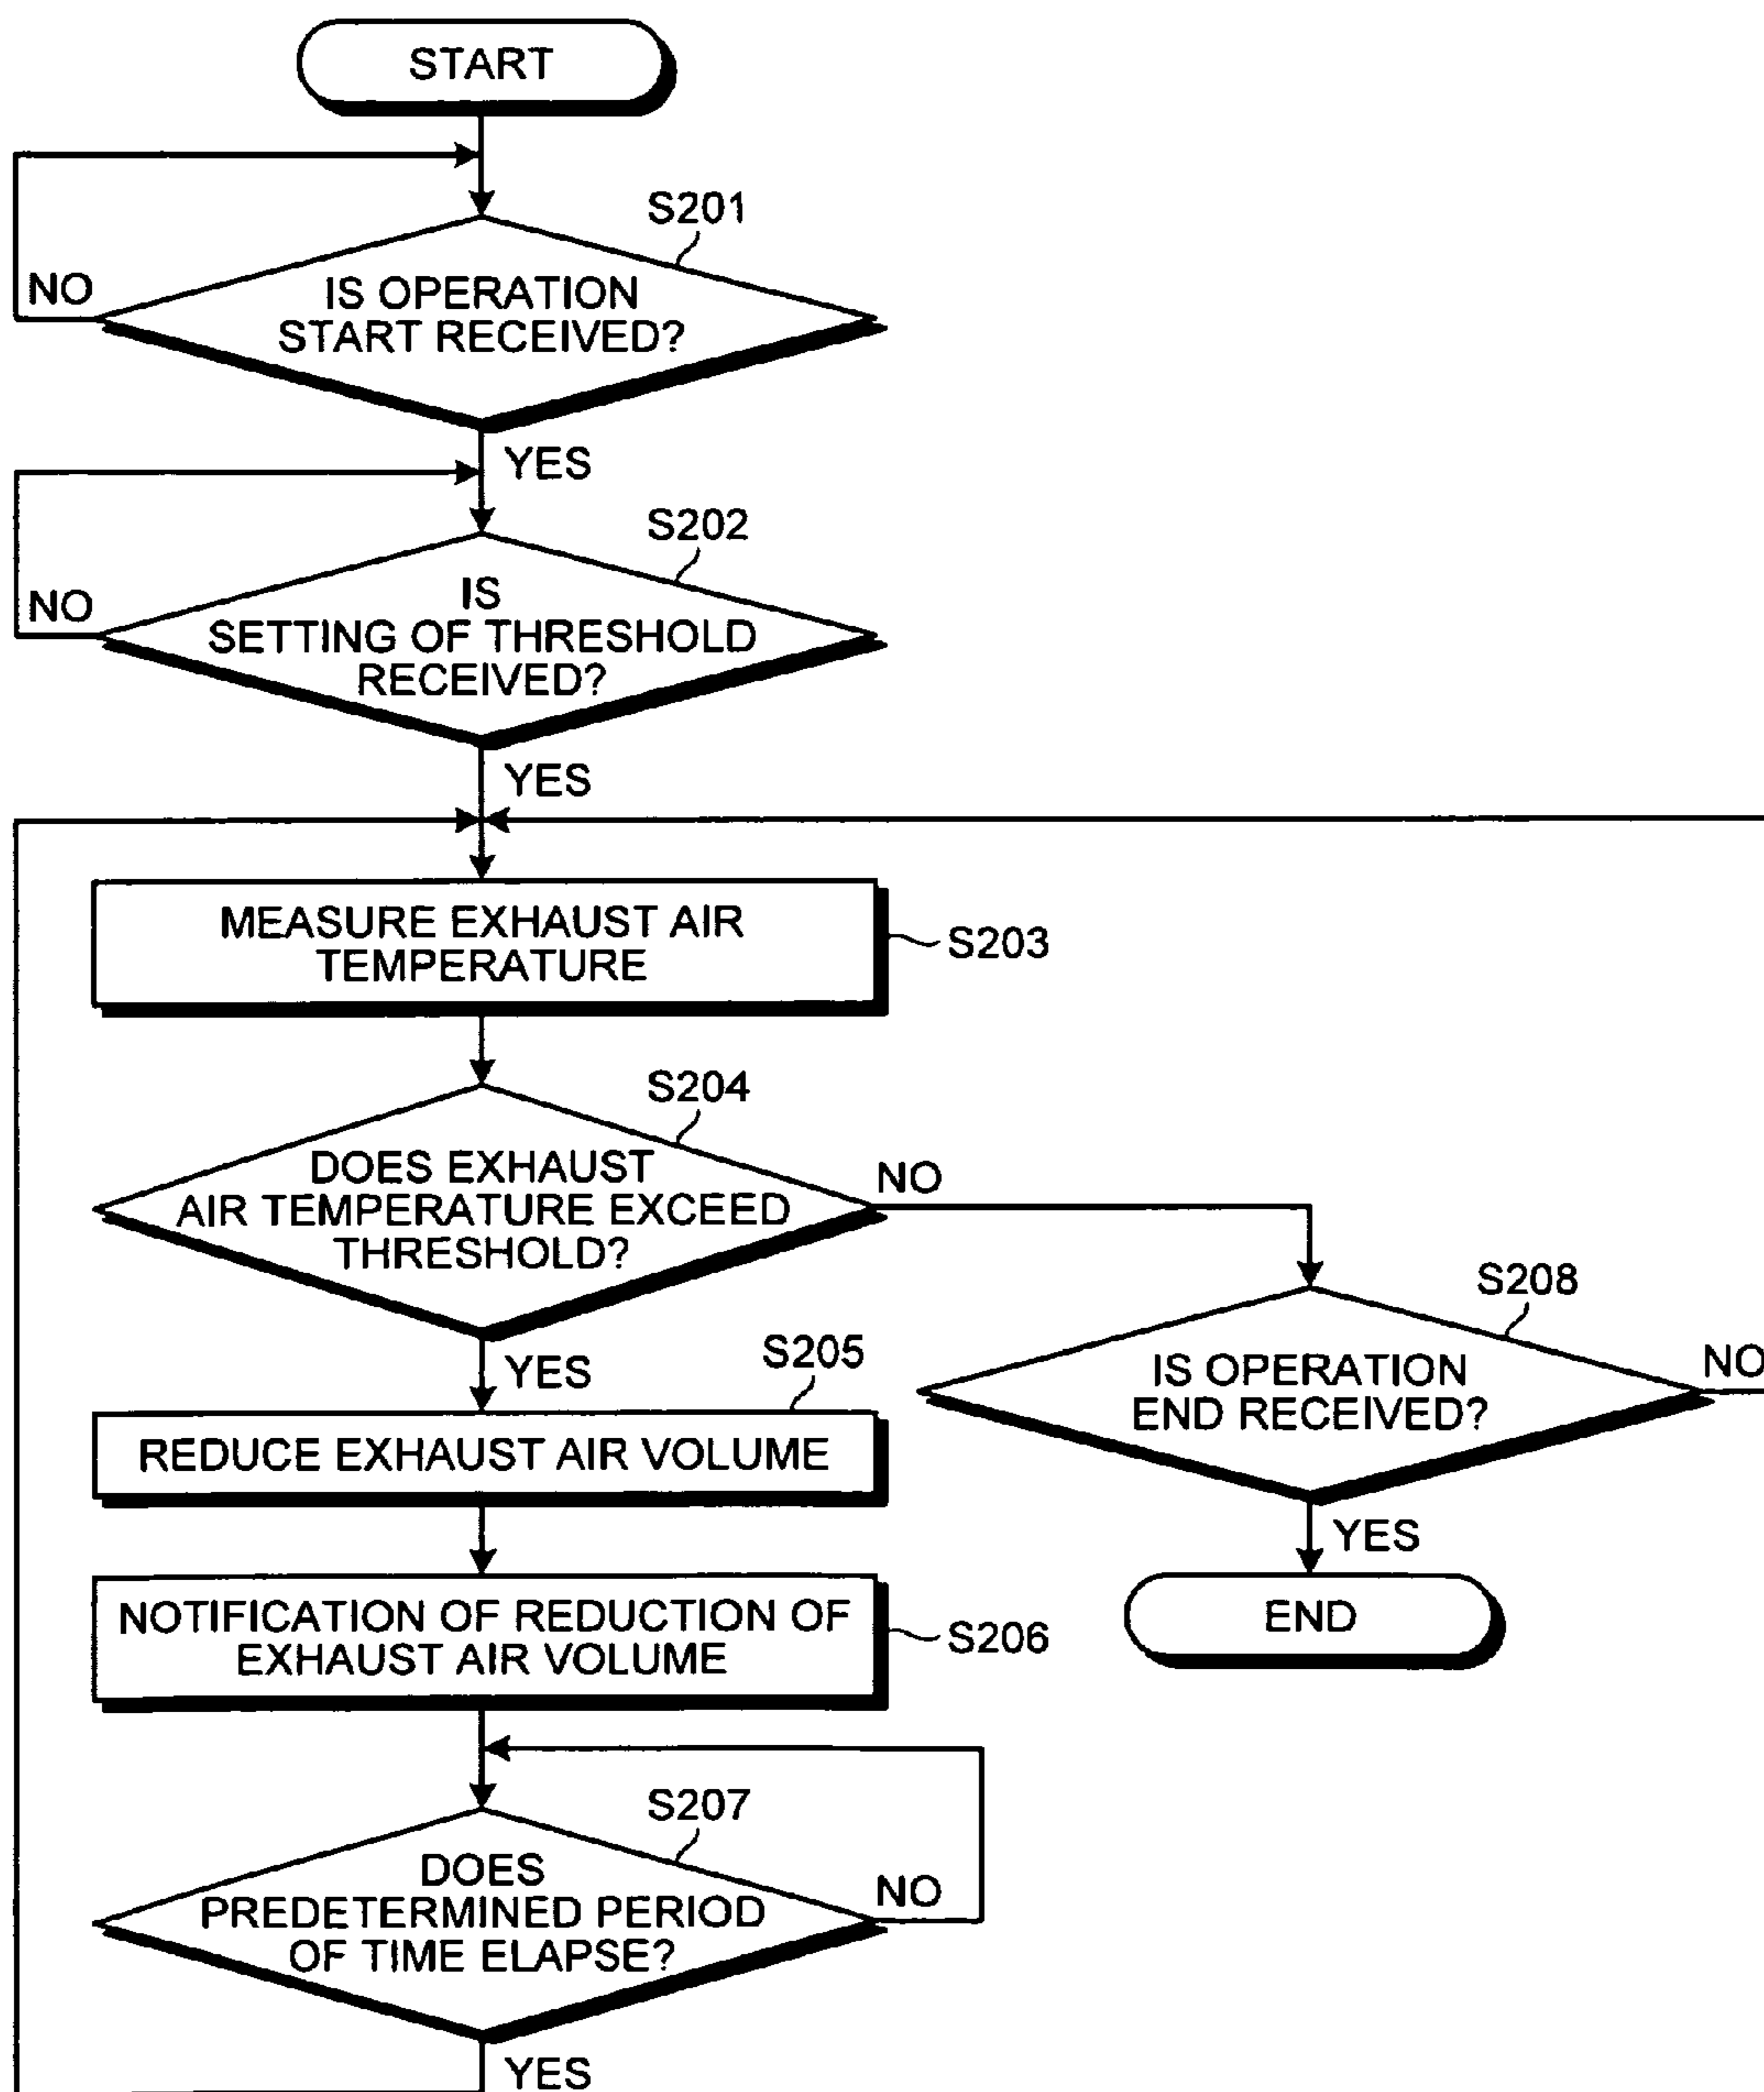 START
S201
NO
IS OPERATION
START RECEIVED?
YES
S202
NO
IS
SETTING OF THRESHOLD
RECEIVED?
YES
MEASURE EXHAUST AIR
TEMPERATURE
S203
S204
DOES EXHAUST
AIR TEMPERATURE EXCEED
THRESHOLD?
NO
YES
S205
REDUCE EXHAUST AIR VOLUME
S208
IS OPERATION
END RECEIVED?
NO
YES
END
NOTIFICATION OF REDUCTION OF
EXHAUST AIR VOLUME
S206
S207
DOES
PREDETERMINED PERIOD
OF TIME ELAPSE?
NO
YES